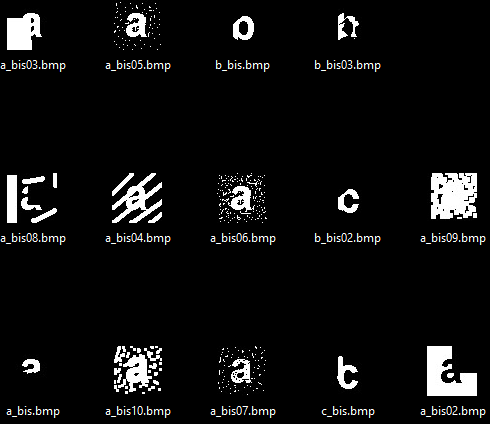 a a o h
a_bis03.bmp a_bis05.bmp b_bis.bmp b_bis03.bmp
a a c
a_bis08.bmp a_bis04.bmp a_bis06.bmp b_bis02.bmp a_bis09.bmp
a a c a
a_bis.bmp a_bis10.bmp a_bis07.bmp c_bis.bmp a_bis02.bmp